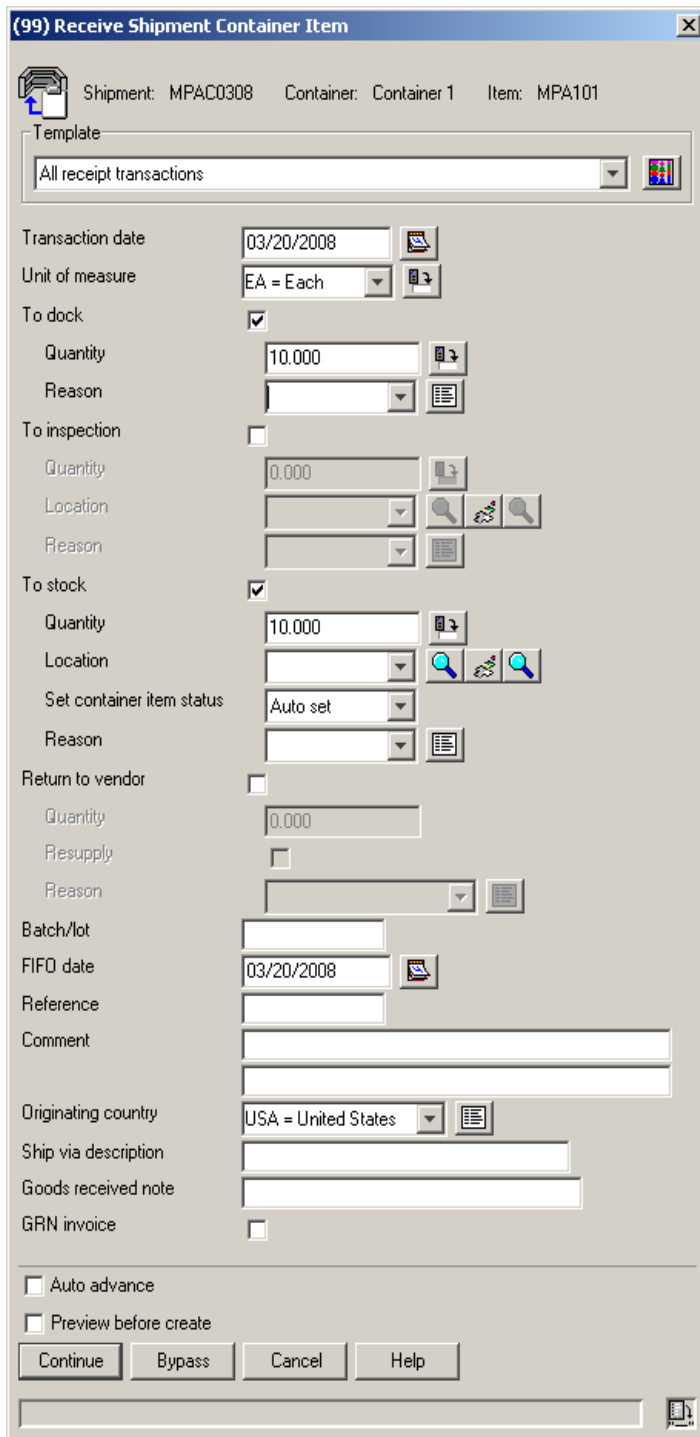 (99) Receive Shipment Container Item
Shipment: MPAC0308 Container: Container 1 Item: MPA101
Template
All receipt transactions
Transaction date 03/20/2008
Unit of measure EA = Each
To dock
Quantity 10.000
Reason
To inspection
Quantity 0.000
Location
Reason
To stock
Quantity 10.000
Location
Set container item status Auto set
Reason
Return to vendor
Quantity 0.000
Resupply
Reason
Batch/lot
FIFO date 03/20/2008
Reference
Comment
Originating country USA = United States
Ship via description
Goods received note
GRN invoice
Auto advance
Preview before create
Continue Bypass Cancel Help